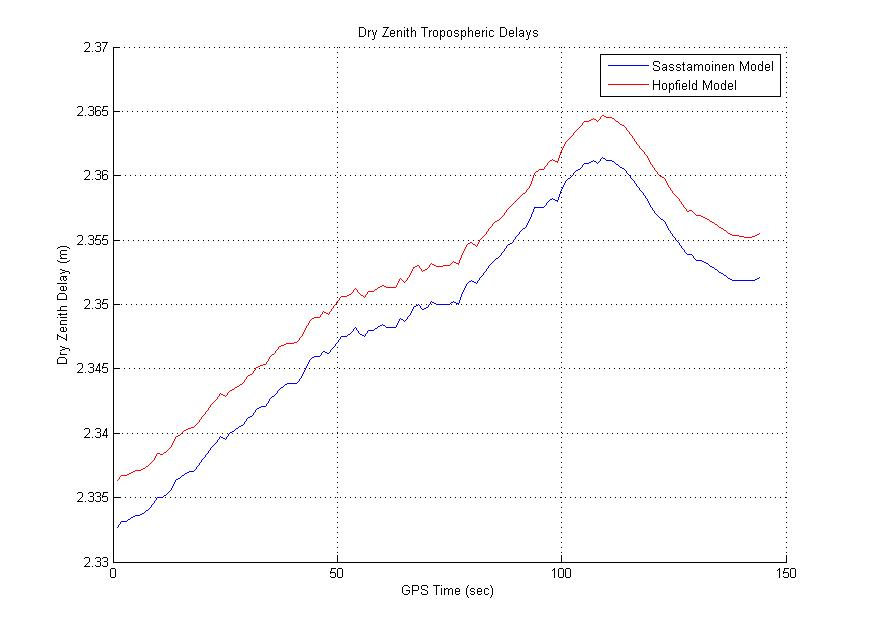 Dry Zenith Tropospheric Delays
Sasstamoinen Model
Hopfield Model
2.37
2.365
2.36
2.355
2.35
2.345
2.34
2.335
2.33
Dry Zenith Delay (m)
0
50
100
150
GPS Time (sec)